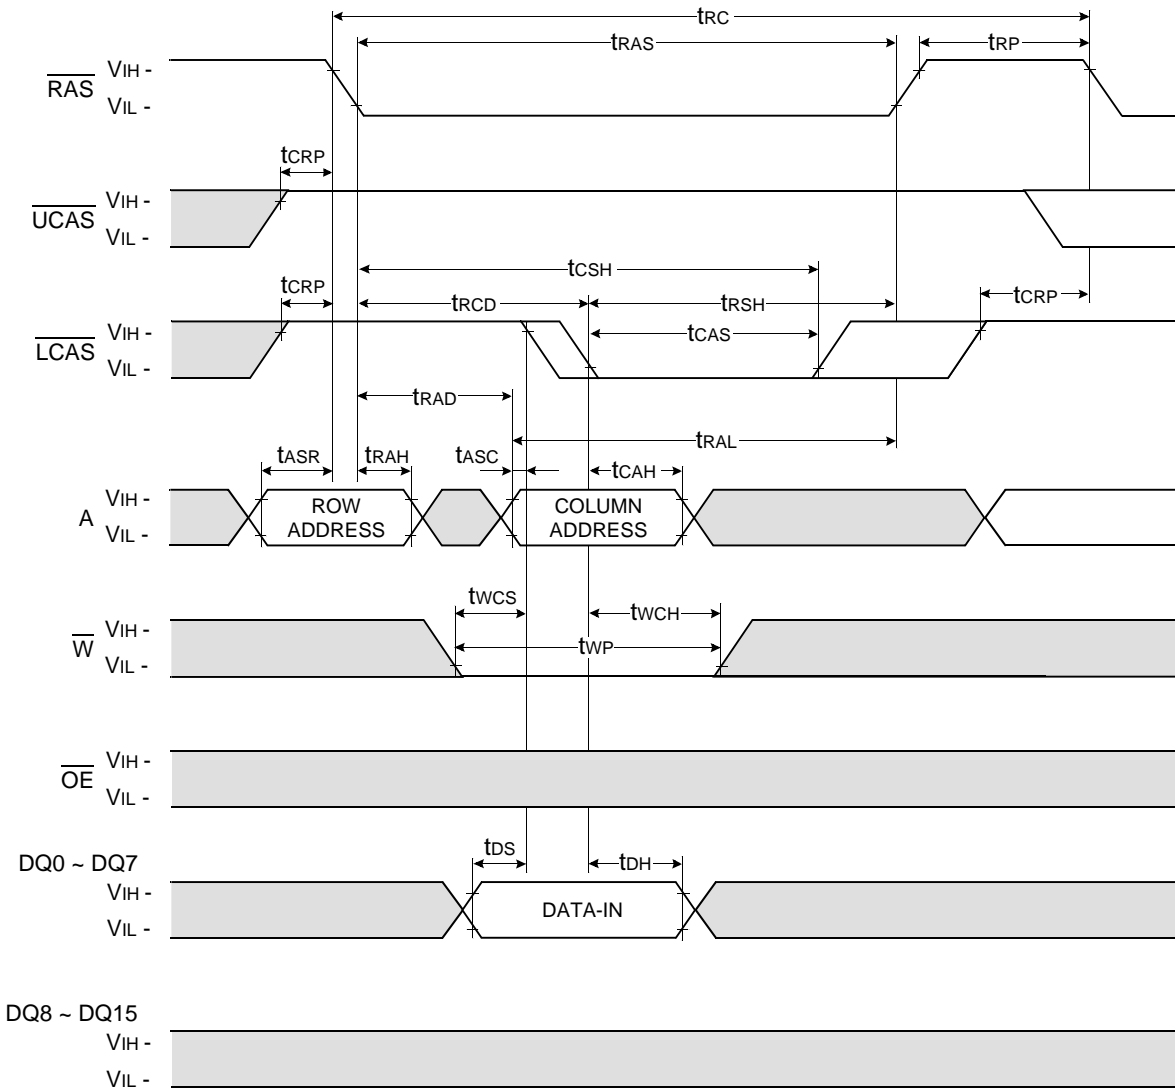 tRC
tRAS
tRP
RAS
VIH -
VIL -
tCRP
UCAS
VIH -
VIL -
tCSH
tCRP
tRCD
tRSH
tCRP
LCAS
VIH -
VIL -
tCAS
tRAD
tRAL
tASR
tRAH
tASC
tCAH
A
VIH -
VIL -
ROW
ADDRESS
COLUMN
ADDRESS
tWCS
tWCH
W
VIH -
VIL -
tWP
OE
VIH -
VIL -
tDS
tDH
DQ0 ~ DQ7
VIH -
VIL -
DATA-IN
DQ8 ~ DQ15
VIH -
VIL -